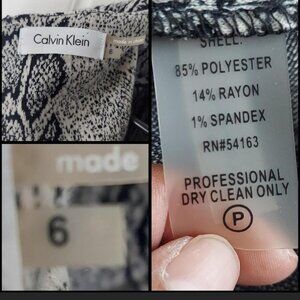 Calvin Klein
made
6
SHELL:
85% POLYESTER
14% RAYON
1% SPANDEX
RN#54163
PROFESSIONAL
DRY CLEAN ONLY
P